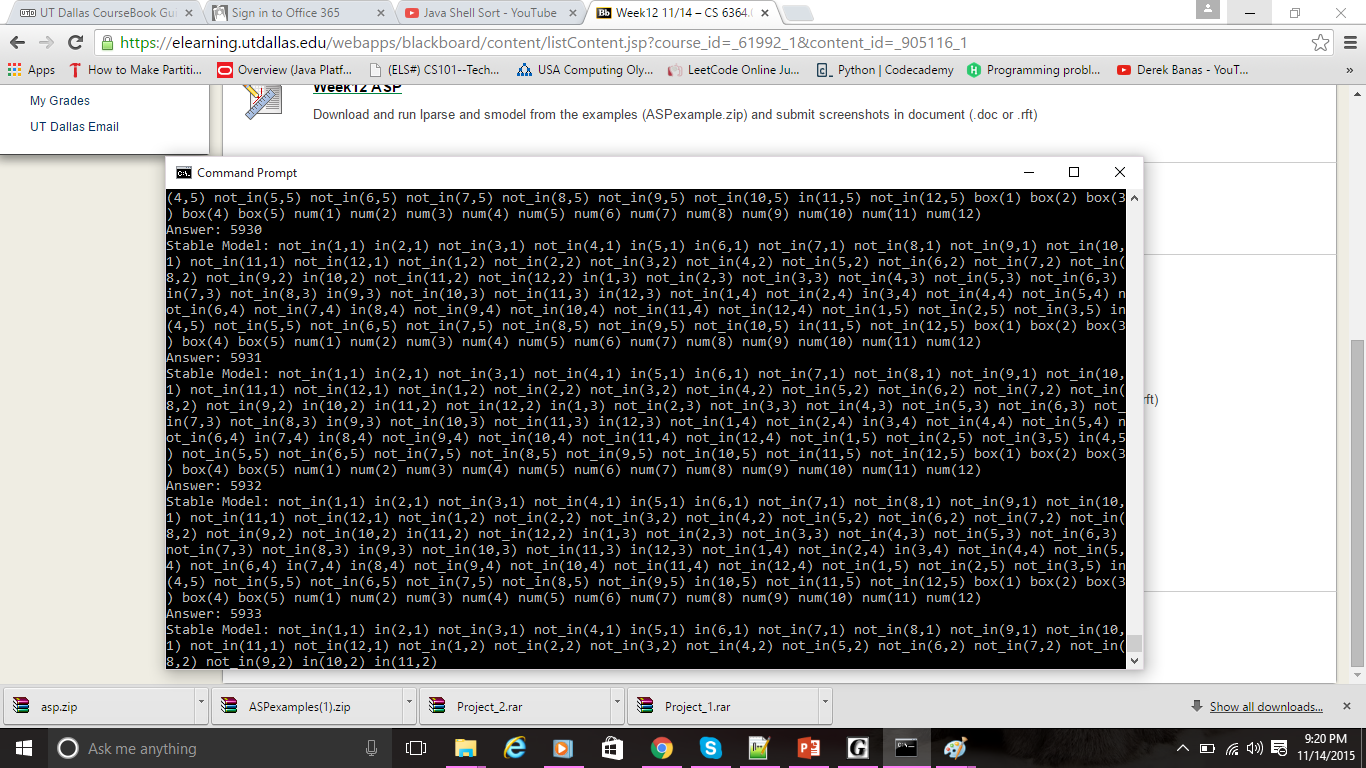 UT Dallas CourseBook Gui
Sign in to Office 365
Java Shell Sort - YouTube
Bb Week12 11/14 – CS 6364.
https://elearning.utdallas.edu/webapps/blackboard/content/listContent.jsp?course_id=_61992_1&content_id=_905116_1
Apps
How to Make Partiti...
Overview (Java Platf...
(ELS#) CS101--Tech...
USA Computing Oly...
LeetCode Online Ju...
Python | Codecademy
Programming probl...
Derek Banas - YouT...
»
My Grades
UT Dallas Email
Week12 ASP
Download and run lparse and smodel from the examples (ASPexample.zip) and submit screenshots in document (.doc or .rft)
Command Prompt
(4,5) not_in(5,5) not_in(6,5) not_in(7,5) not_in(8,5) not_in(9,5) not_in(10,5) in(11,5) not_in(12,5) box(1) box(2) box(3
) box(4) box(5) num(1) num(2) num(3) num(4) num(5) num(6) num(7) num(8) num(9) num(10) num(11) num(12)
Answer: 5930
Stable Model: not_in(1,1) in(2,1) not_in(3,1) not_in(4,1) in(5,1) in(6,1) not_in(7,1) not_in(8,1) not_in(9,1) not_in(10,
1) not_in(11,1) not_in(12,1) not_in(1,2) not_in(2,2) not_in(3,2) not_in(4,2) not_in(5,2) not_in(6,2) not_in(7,2) not_in(
8,2) not_in(9,2) in(10,2) not_in(11,2) not_in(12,2) in(1,3) not_in(2,3) not_in(3,3) not_in(4,3) not_in(5,3) not_in(6,3)
in(7,3) not_in(8,3) in(9,3) not_in(10,3) not_in(11,3) in(12,3) not_in(1,4) not_in(2,4) in(3,4) not_in(4,4) not_in(5,4) n
ot_in(6,4) not_in(7,4) in(8,4) not_in(9,4) not_in(10,4) not_in(11,4) not_in(12,4) not_in(1,5) not_in(2,5) not_in(3,5) in
(4,5) not_in(5,5) not_in(6,5) not_in(7,5) not_in(8,5) not_in(9,5) not_in(10,5) in(11,5) not_in(12,5) box(1) box(2) box(3
) box(4) box(5) num(1) num(2) num(3) num(4) num(5) num(6) num(7) num(8) num(9) num(10) num(11) num(12)
Answer: 5931
Stable Model: not_in(1,1) in(2,1) not_in(3,1) not_in(4,1) in(5,1) in(6,1) not_in(7,1) not_in(8,1) not_in(9,1) not_in(10,
1) not_in(11,1) not_in(12,1) not_in(1,2) not_in(2,2) not_in(3,2) not_in(4,2) not_in(5,2) not_in(6,2) not_in(7,2) not_in(
8,2) not_in(9,2) in(10,2) in(11,2) not_in(12,2) in(1,3) not_in(2,3) not_in(3,3) not_in(4,3) not_in(5,3) not_in(6,3) not_
in(7,3) not_in(8,3) in(9,3) not_in(10,3) not_in(11,3) in(12,3) not_in(1,4) not_in(2,4) in(3,4) not_in(4,4) not_in(5,4) n
ot_in(6,4) in(7,4) in(8,4) not_in(9,4) not_in(10,4) not_in(11,4) not_in(12,4) not_in(1,5) not_in(2,5) not_in(3,5) in(4,5
) not_in(5,5) not_in(6,5) not_in(7,5) not_in(8,5) not_in(9,5) not_in(10,5) not_in(11,5) not_in(12,5) box(1) box(2) box(3
) box(4) box(5) num(1) num(2) num(3) num(4) num(5) num(6) num(7) num(8) num(9) num(10) num(11) num(12)
Answer: 5932
Stable Model: not_in(1,1) in(2,1) not_in(3,1) not_in(4,1) in(5,1) in(6,1) not_in(7,1) not_in(8,1) not_in(9,1) not_in(10,
1) not_in(11,1) not_in(12,1) not_in(1,2) not_in(2,2) not_in(3,2) not_in(4,2) not_in(5,2) not_in(6,2) not_in(7,2) not_in(
8,2) not_in(9,2) not_in(10,2) in(11,2) not_in(12,2) in(1,3) not_in(2,3) not_in(3,3) not_in(4,3) not_in(5,3) not_in(6,3)
not_in(7,3) not_in(8,3) in(9,3) not_in(10,3) not_in(11,3) in(12,3) not_in(1,4) not_in(2,4) in(3,4) not_in(4,4) not_in(5,
4) not_in(6,4) in(7,4) in(8,4) not_in(9,4) not_in(10,4) not_in(11,4) not_in(12,4) not_in(1,5) not_in(2,5) not_in(3,5) in
(4,5) not_in(5,5) not_in(6,5) not_in(7,5) not_in(8,5) not_in(9,5) in(10,5) not_in(11,5) not_in(12,5) box(1) box(2) box(3
) box(4) box(5) num(1) num(2) num(3) num(4) num(5) num(6) num(7) num(8) num(9) num(10) num(11) num(12)
Answer: 5933
Stable Model: not_in(1,1) in(2,1) not_in(3,1) not_in(4,1) in(5,1) in(6,1) not_in(7,1) not_in(8,1) not_in(9,1) not_in(10,
1) not_in(11,1) not_in(12,1) not_in(1,2) not_in(2,2) not_in(3,2) not_in(4,2) not_in(5,2) not_in(6,2) not_in(7,2) not_in(
8,2) not_in(9,2) in(10,2) in(11,2)
rft)
asp.zip
ASPexamples(1).zip
Project_2.rar
Project_1.rar
Show all downloads...
Ask me anything
9:20 PM
11/14/2015